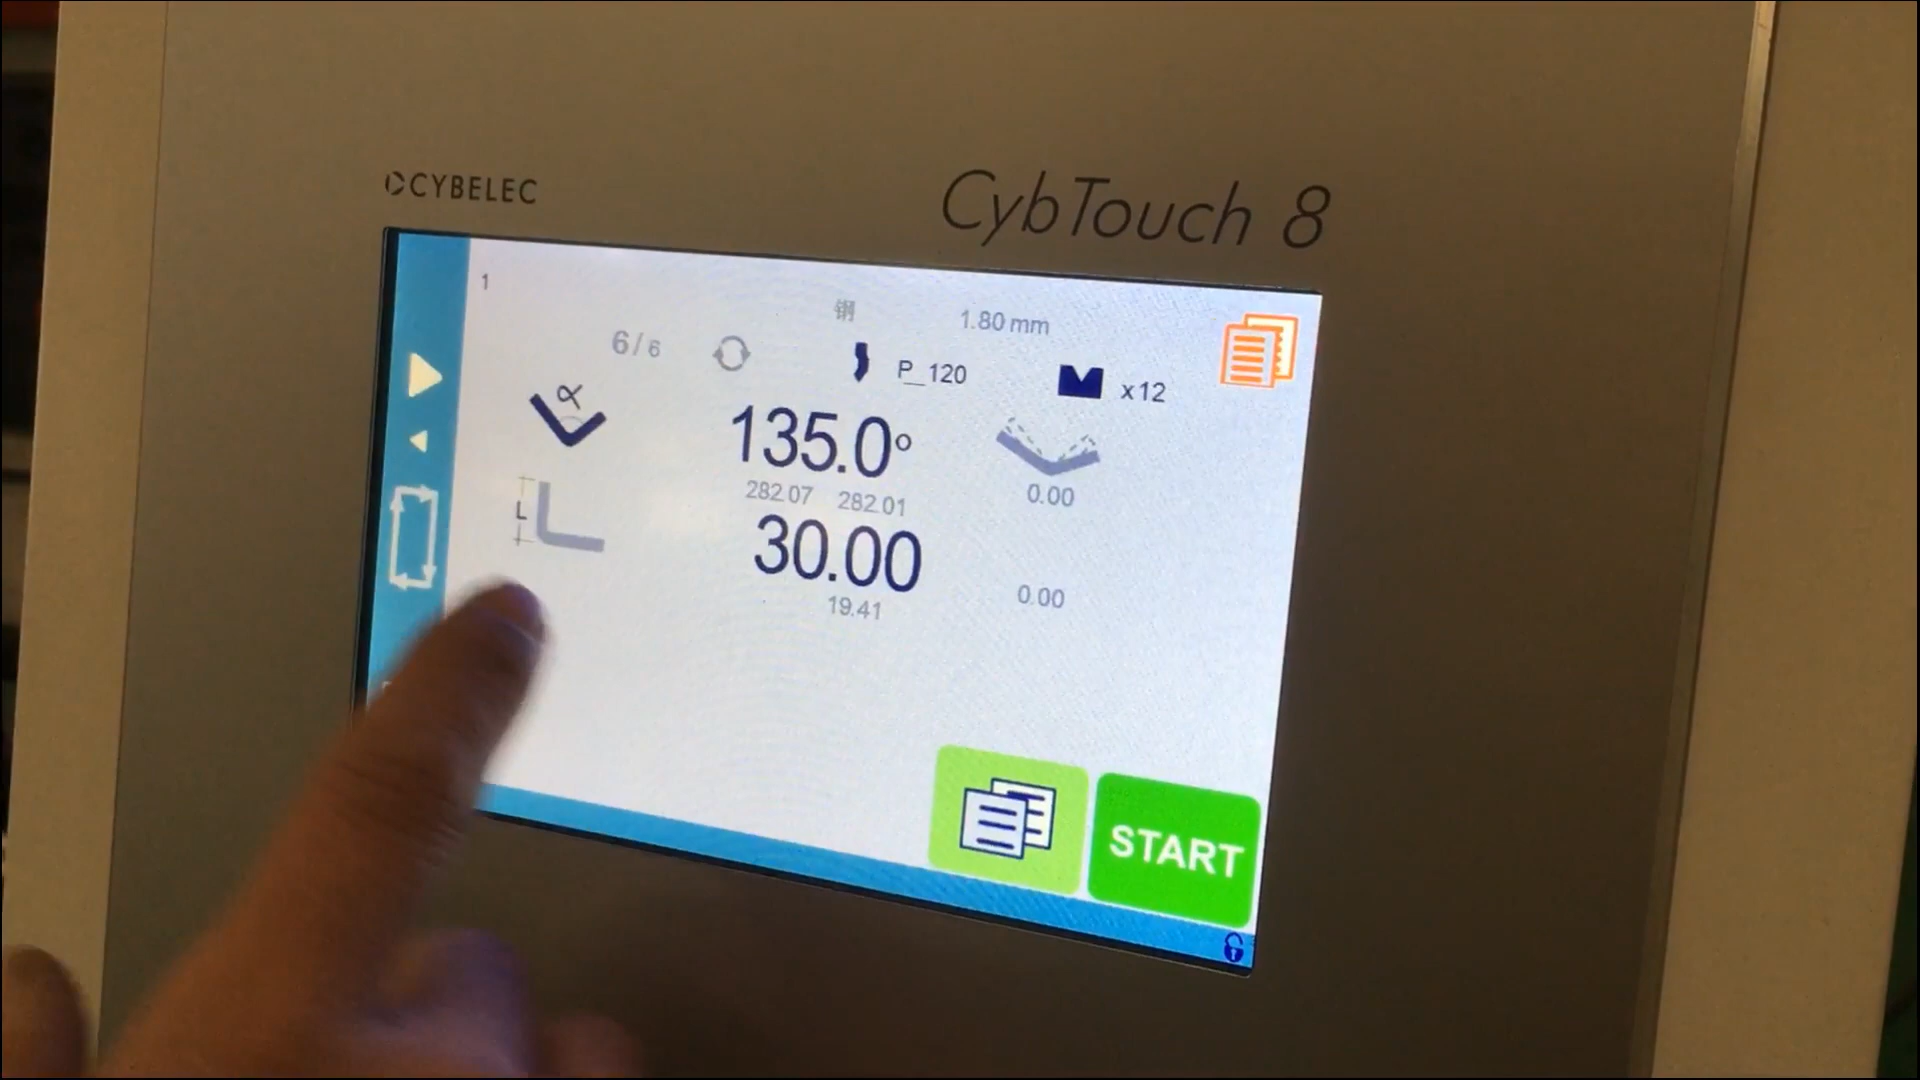 CYBELEC
CybTouch 8
1
钢
1.80 mm
6/6
P_120
x12
α
135.0°
282.07 282.01
0.00
L
30.00
19.41
0.00
START